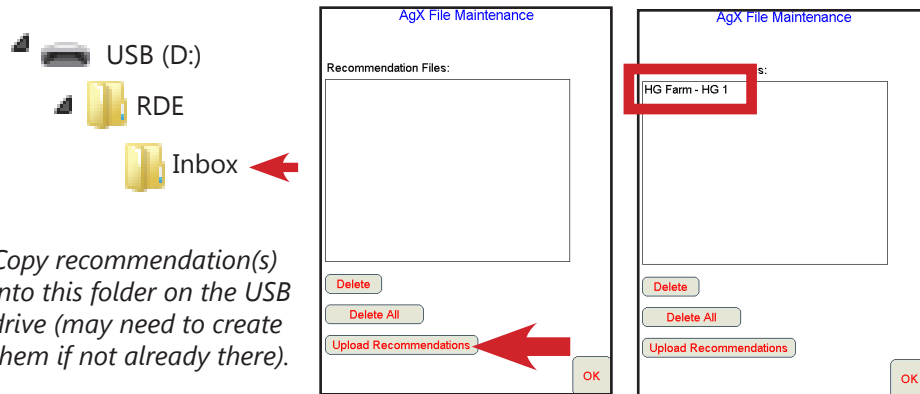 USB (D:)
RDE
Inbox
Copy recommendation(s)
into this folder on the USB
drive (may need to create
them if not already there).
AgX File Maintenance
Recommendation Files:
Delete
Delete All
Upload Recommendations
OK
AgX File Maintenance
s:
HG Farm - HG 1
Delete
Delete All
Upload Recommendations
OK